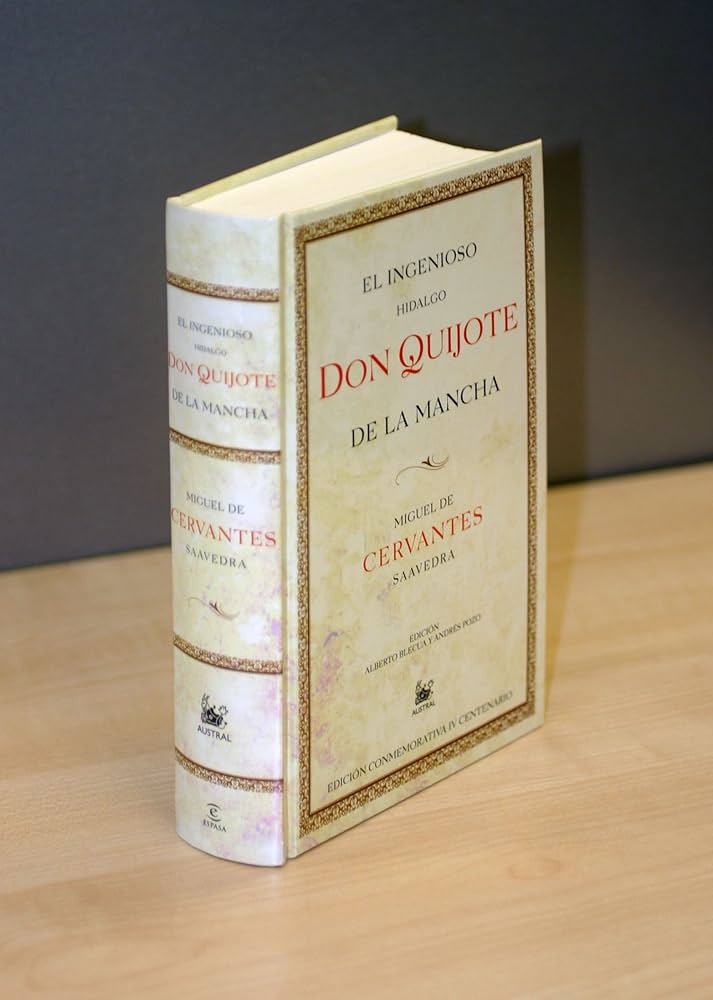 EL INGENIOSO
HIDALGO
DON QUIJOTE
DE LA MANCHA
MIGUEL DE
CERVANTES
SAAVEDRA
AUSTRAL
ESPASA
EL INGENIOSO
HIDALGO
DON QUIJOTE
DE LA MANCHA
MIGUEL DE
CERVANTES
SAAVEDRA
EDICIÓN
ALBERTO BLECUA Y ANDRÉS POZO
AUSTRAL
EDICIÓN CONMEMORATIVA IV CENTENARIO